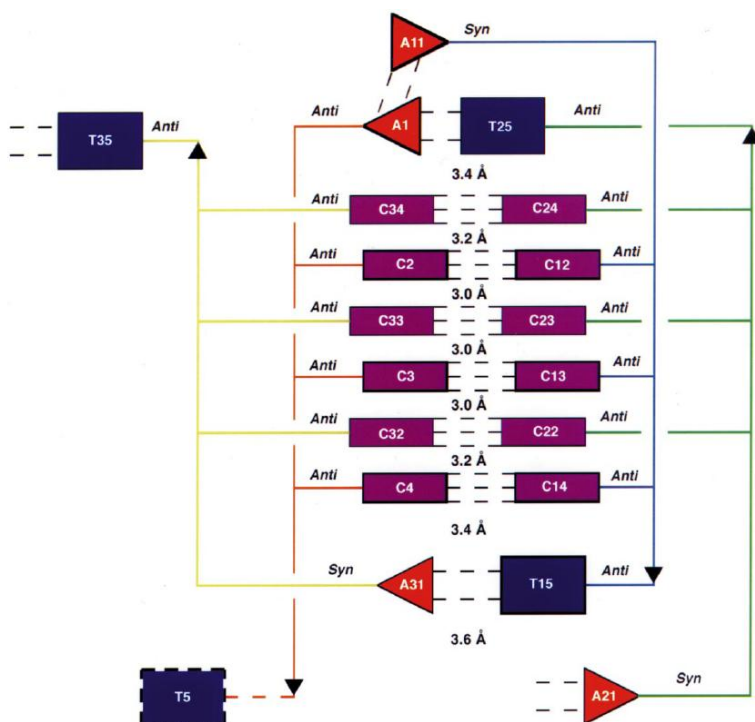 A11 Syn
T35 Anti Anti A1 T25 Anti
3.4 Å
Anti C34 C24 Anti
3.2 Å
Anti C2 C12 Anti
3.0 Å
Anti C33 C23 Anti
3.0 Å
Anti C3 C13 Anti
3.0 Å
Anti C32 C22 Anti
3.2 Å
Anti C4 C14 Anti
3.4 Å
Syn A31 T15 Anti
3.6 Å
T5 A21 Syn